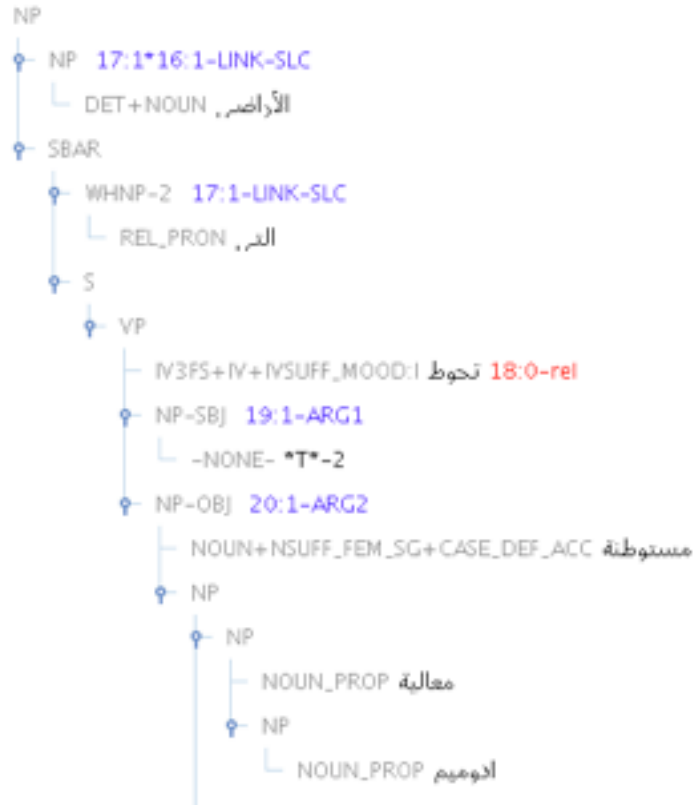 NP
NP 17:1*16:1-LINK-SLC
DET+NOUN الأراضي
SBAR
WHNP-2 17:1-LINK-SLC
REL_PRON التي
S
VP
IV3FS+IV+IVSUFF_MOOD:I تحوط 18:0-rel
NP-SBJ 19:1-ARG1
-NONE- *T*-2
NP-OBJ 20:1-ARG2
NOUN+NSUFF_FEM_SG+CASE_DEF_ACC مستوطنة
NP
NP
NOUN_PROP معالية
NP
NOUN_PROP ادوميم